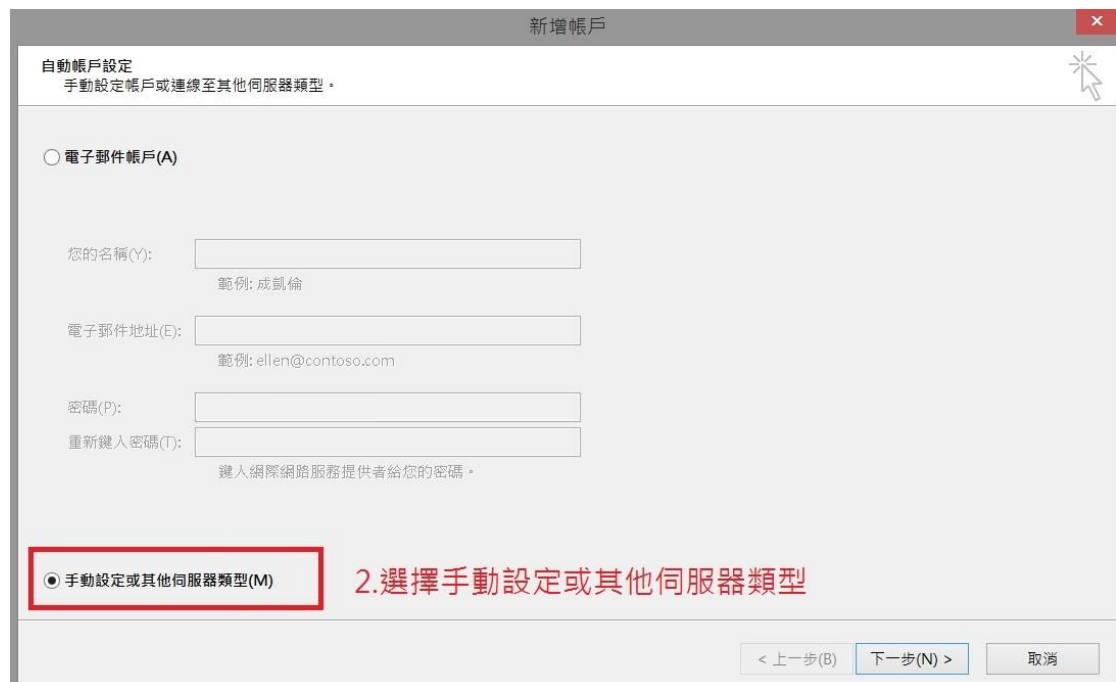 新增帳戶
自動帳戶設定
手動設定帳戶或連線至其他伺服器類型。
電子郵件帳戶(A)
您的名稱(Y):
範例: 成凱倫
電子郵件地址(E):
範例: ellen@contoso.com
密碼(P):
重新鍵入密碼(T):
鍵入網際網路服務提供者給您的密碼。
手動設定或其他伺服器類型(M) 2.選擇手動設定或其他伺服器類型
< 上一步(B) 下一步(N) > 取消